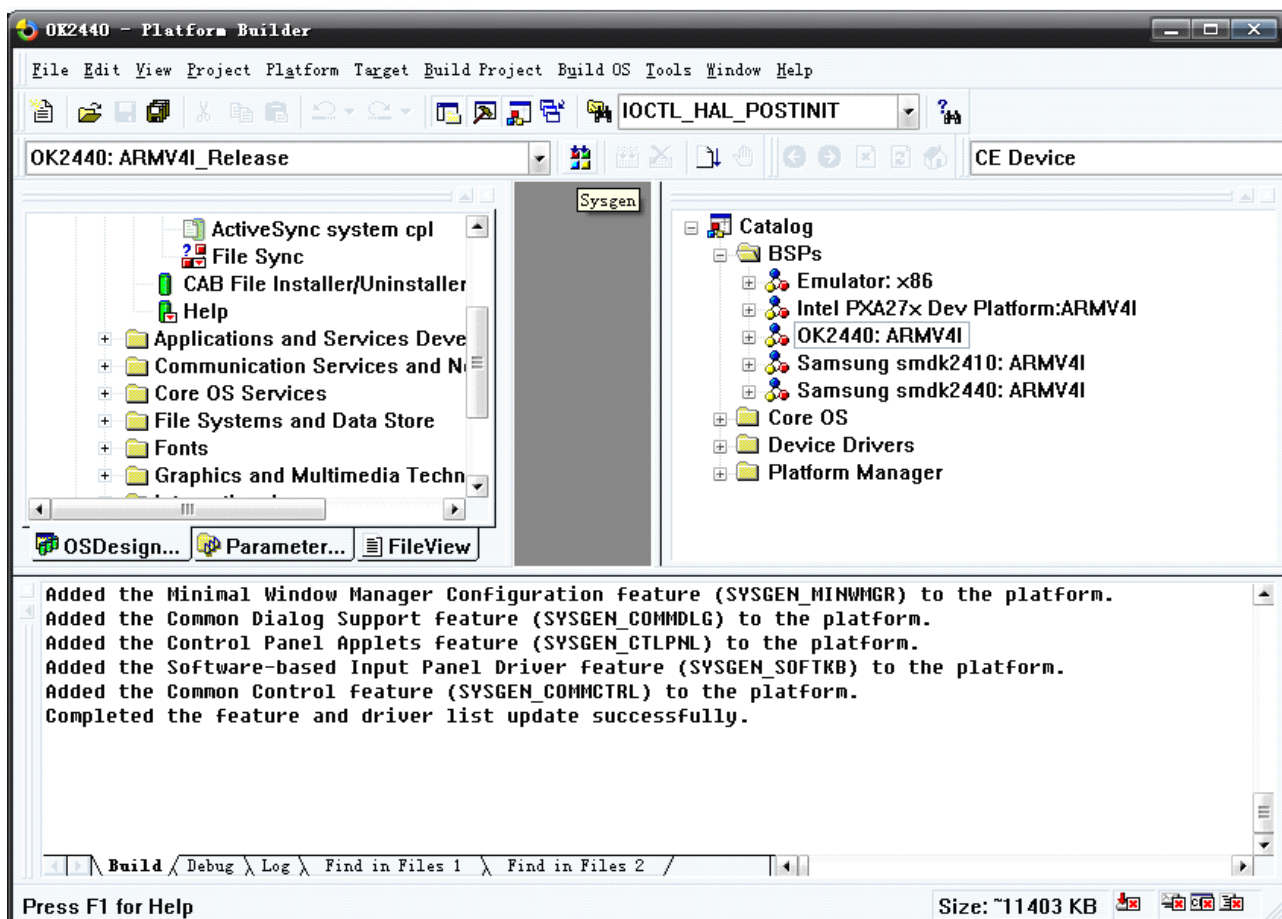 OK2440 - Platform Builder
File Edit View Project Platform Target Build Project Build OS Tools Window Help
IOCTL_HAL_POSTINIT
OK2440: ARMV4I_Release
CE Device
Sysgen
ActiveSync system cpl
File Sync
CAB File Installer/Uninstaller
Help
Applications and Services Deve
Communication Services and N
Core OS Services
File Systems and Data Store
Fonts
Graphics and Multimedia Techn
OSDesign... Parameter... FileView
Catalog
BSPs
Emulator: x86
Intel PXA27x Dev Platform:ARMV4I
OK2440: ARMV4I
Samsung smdk2410: ARMV4I
Samsung smdk2440: ARMV4I
Core OS
Device Drivers
Platform Manager
Added the Minimal Window Manager Configuration feature (SYSGEN_MINWMGR) to the platform.
Added the Common Dialog Support feature (SYSGEN_COMMDLG) to the platform.
Added the Control Panel Applets feature (SYSGEN_CTLPNL) to the platform.
Added the Software-based Input Panel Driver feature (SYSGEN_SOFTKB) to the platform.
Added the Common Control feature (SYSGEN_COMMCTRL) to the platform.
Completed the feature and driver list update successfully.
Build Debug Log Find in Files 1 Find in Files 2
Press F1 for Help
Size: ~11403 KB